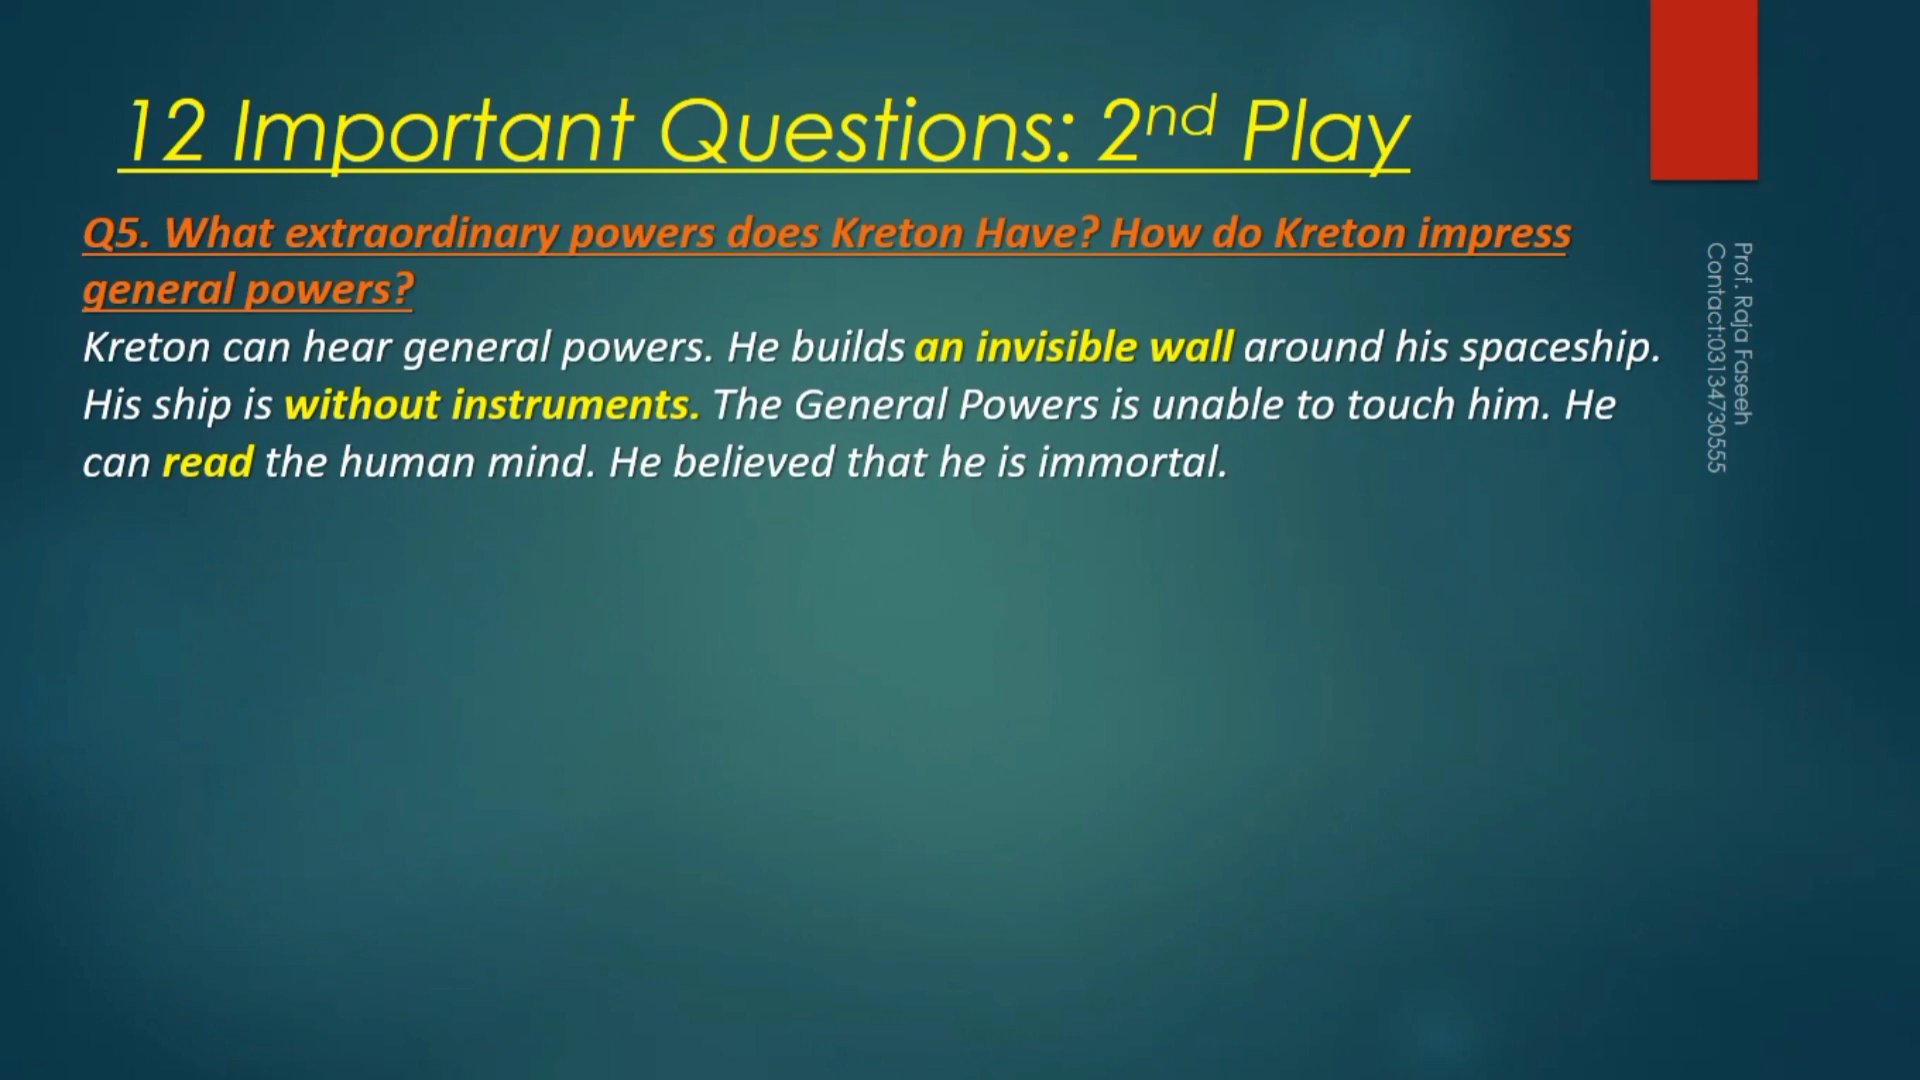 12 Important Questions: 2nd Play
Q5. What extraordinary powers does Kreton Have? How do Kreton impress
general powers?
Kreton can hear general powers. He builds an invisible wall around his spaceship.
His ship is without instruments. The General Powers is unable to touch him. He
can read the human mind. He believed that he is immortal.
Prof. Raja Faseeh
Contact:03134730555